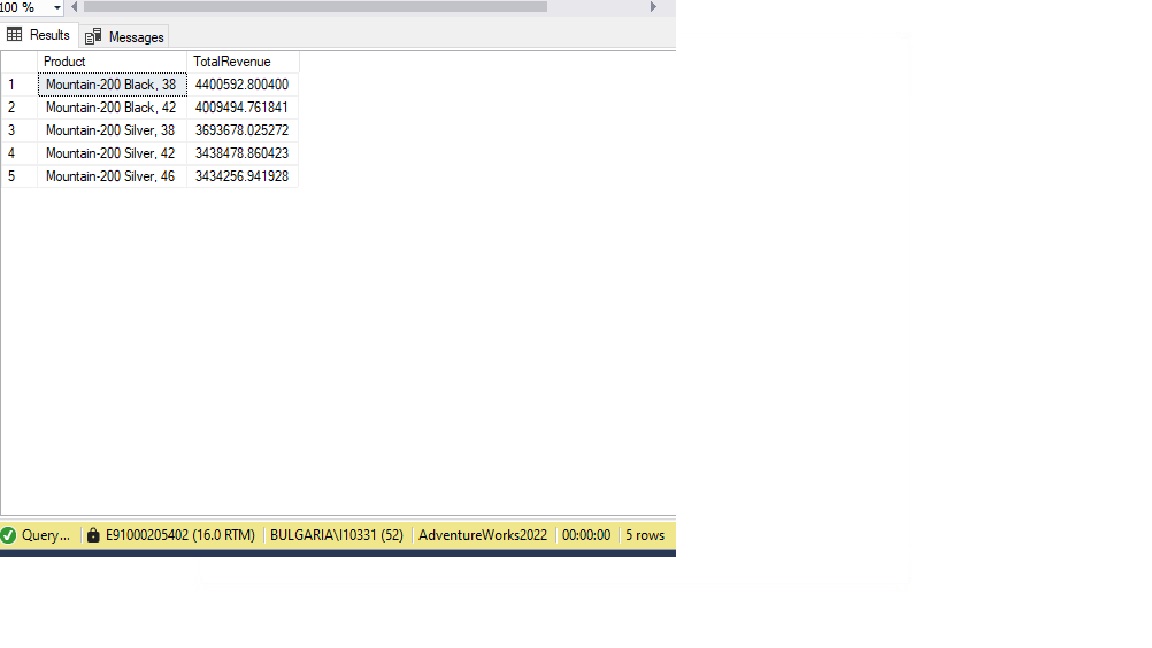 100 %
Results Messages
Product TotalRevenue
1 Mountain-200 Black, 38 4400592.800400
2 Mountain-200 Black, 42 4009494.761841
3 Mountain-200 Silver, 38 3693678.025272
4 Mountain-200 Silver, 42 3438478.860423
5 Mountain-200 Silver, 46 3434256.941928
Query... E91000205402 (16.0 RTM) BULGARIA\I10331 (52) AdventureWorks2022 00:00:00 5 rows